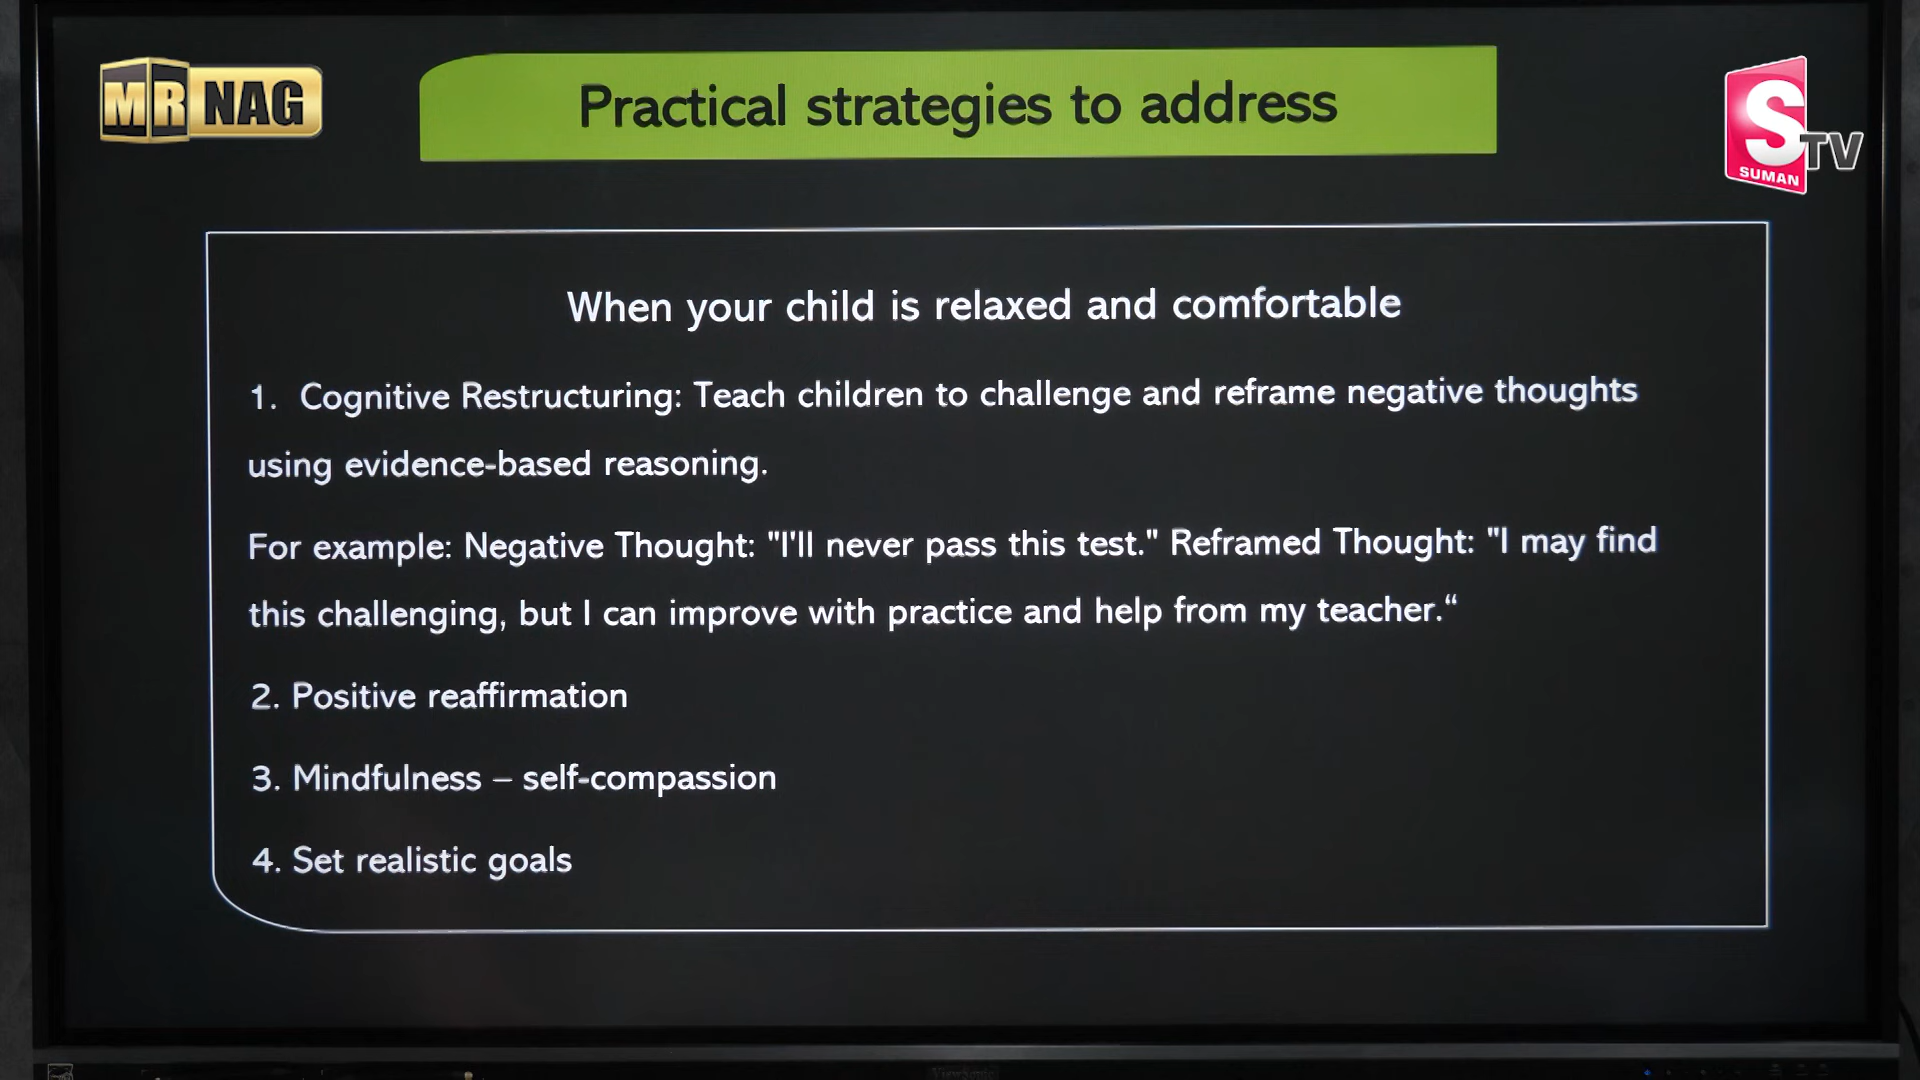 MR NAG
Practical strategies to address
S TV
SUMAN
When your child is relaxed and comfortable
1. Cognitive Restructuring: Teach children to challenge and reframe negative thoughts
using evidence-based reasoning.
For example: Negative Thought: "I'll never pass this test." Reframed Thought: "I may find
this challenging, but I can improve with practice and help from my teacher.“
2. Positive reaffirmation
3. Mindfulness – self-compassion
4. Set realistic goals
ViewSonic